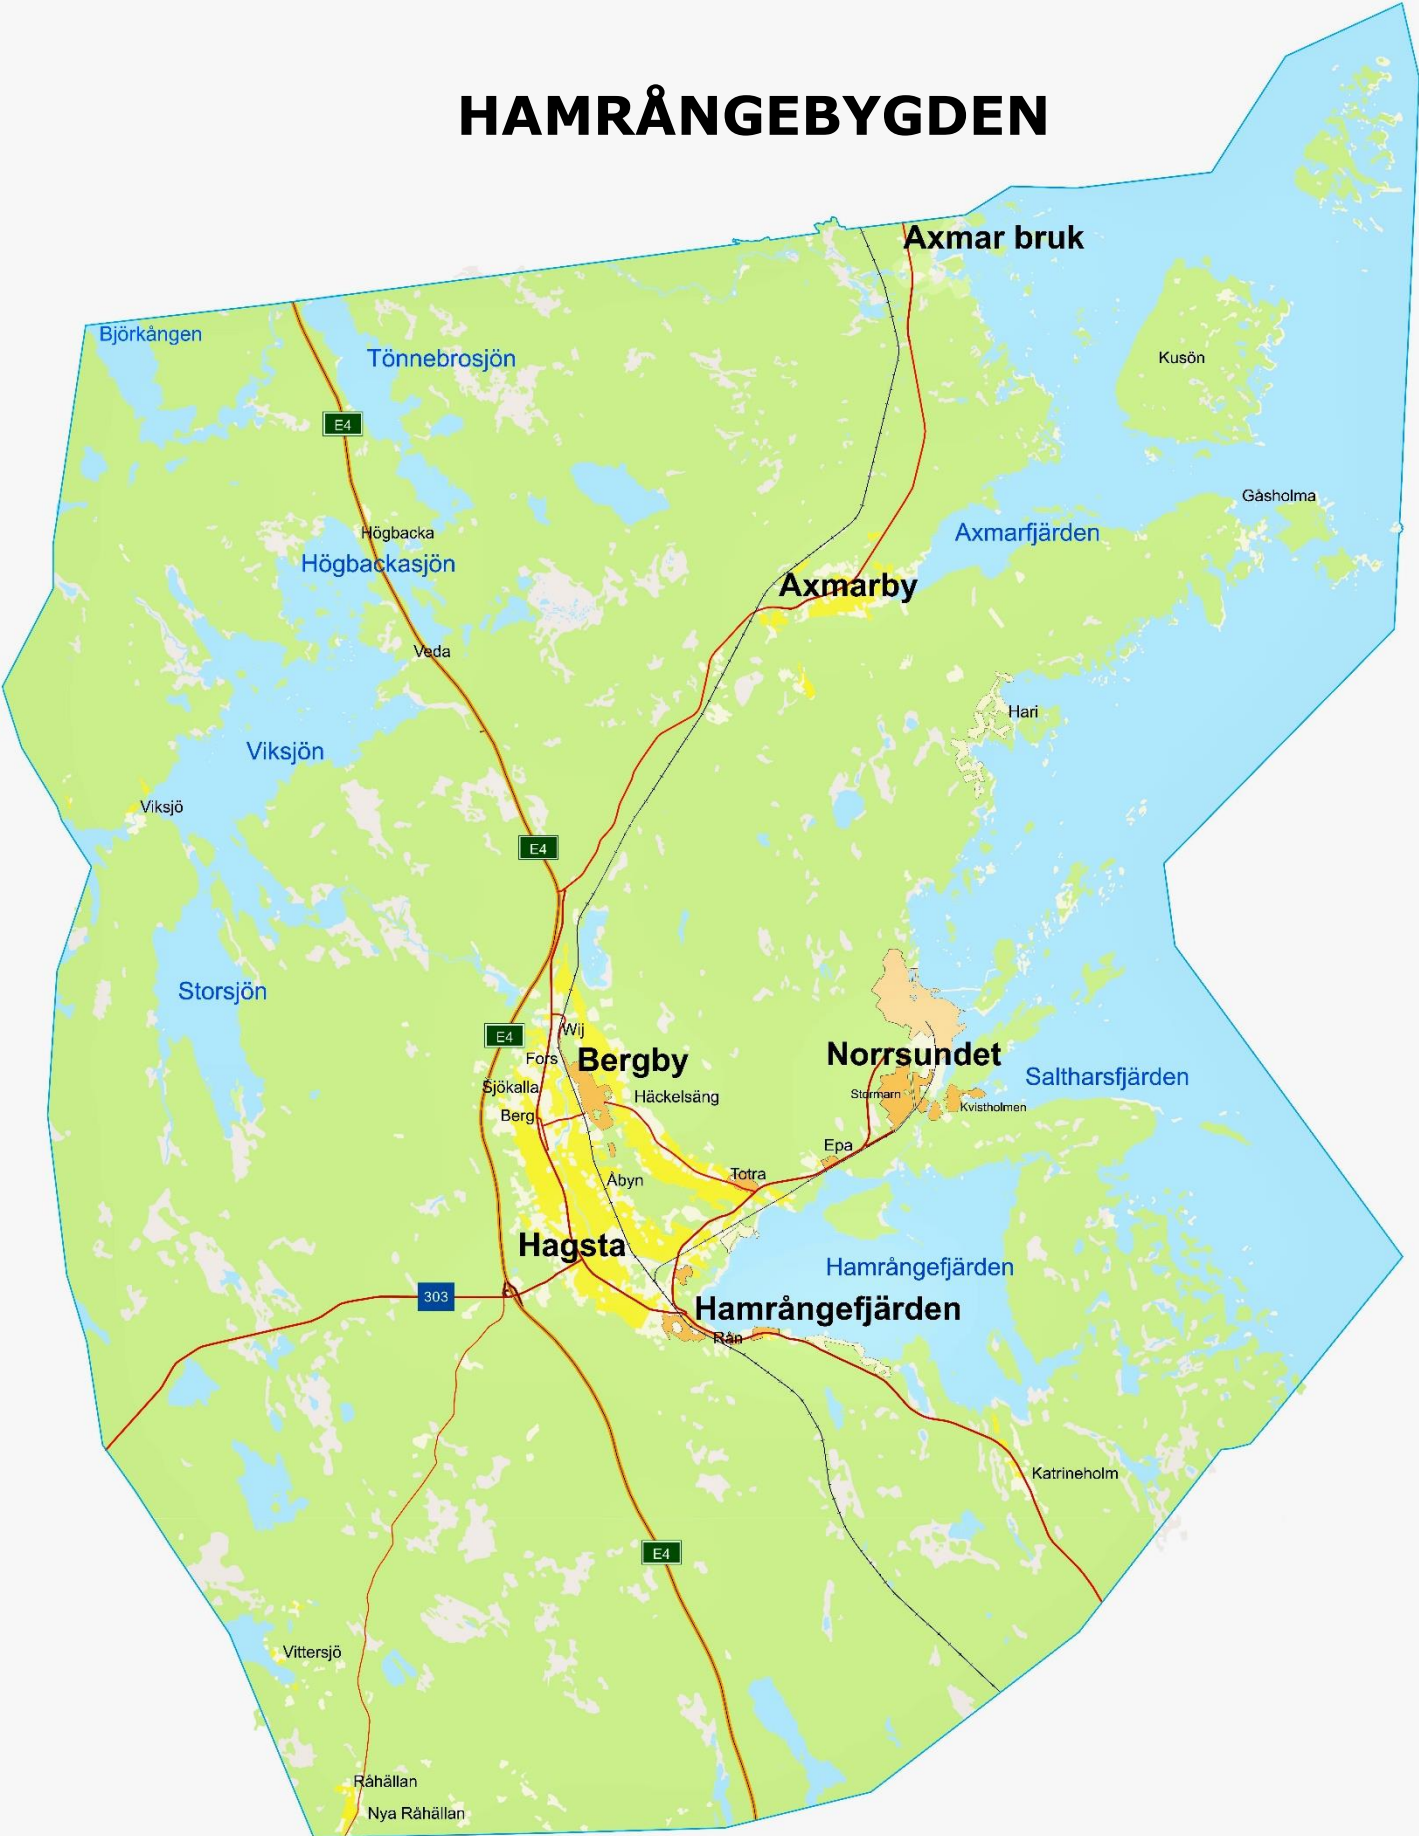 HAMRÅNGEBYGDEN
Axmar bruk
Björkången
Tönnebrosjön
Kusön
E4
Gåsholma
Högbacka
Axmarfjärden
Högbackasjön
Axmarby
Veda
Hari
Viksjön
Viksjö
E4
Storsjön
Wij
E4
Fors
Bergby
Norrsundet
Saltharsfjärden
Sjökalla
Häckelsäng
Stormarn
Kvistholmen
Berg
Epa
Totra
Åbyn
Hagsta
Hamrångefjärden
303
Hamrångefjärden
Rån
Katrineholm
E4
Vittersjö
Råhällan
Nya Råhällan